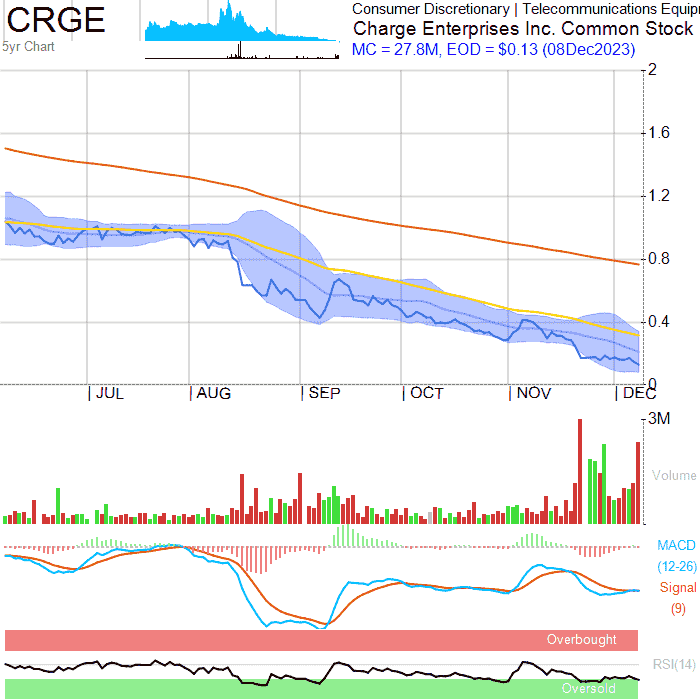 CRGE
5yr Chart
Consumer Discretionary | Telecommunications Equip
Charge Enterprises Inc. Common Stock
MC = 27.8M, EOD = $0.13 (08Dec2023)
2
1.6
1.2
0.8
0.4
0
JUL AUG SEP OCT NOV DEC
3M
Volume
MACD
(12-26)
Signal
(9)
Overbought
RSI(14)
Oversold